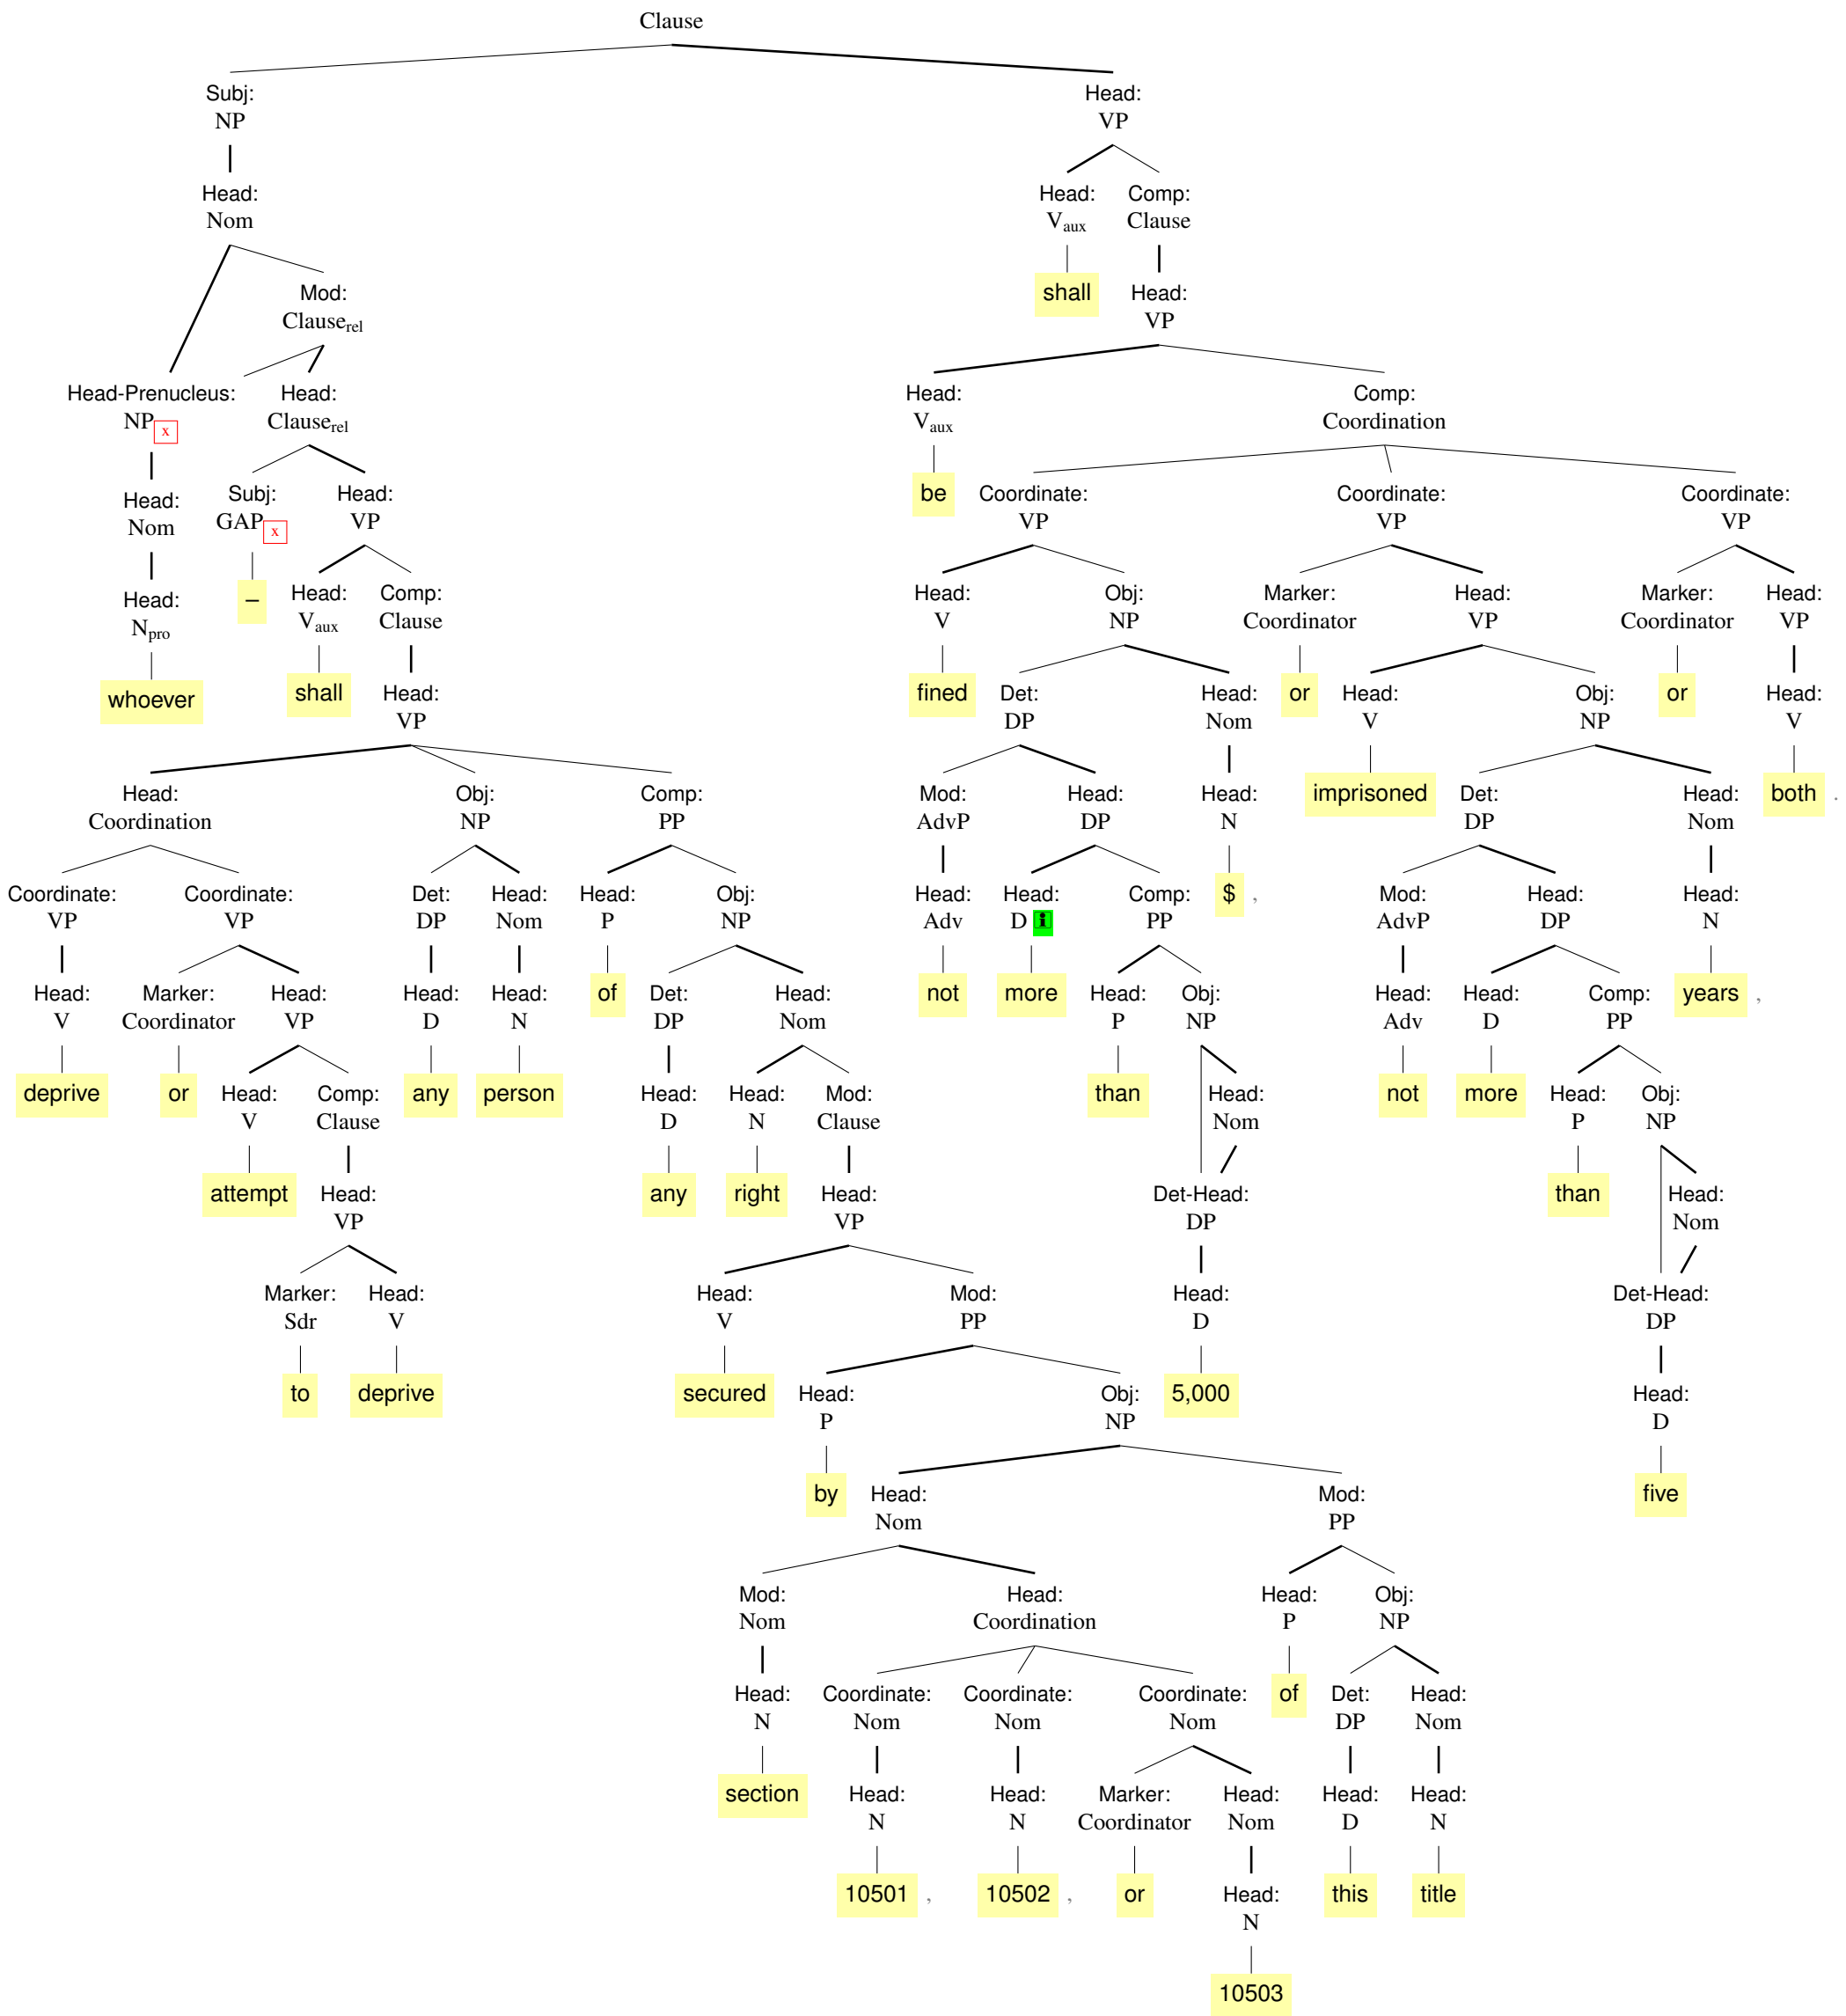 Clause
Subj: Head:
NP VP
Head: Head: Comp:
Nom Vaux Clause
Mod: shall Head:
Clauserel VP
Head-Prenucleus: Head: Head: Comp:
NP x Clauserel Vaux Coordination
Head: Subj: Head: be Coordinate: Coordinate: Coordinate:
Nom GAP x VP VP VP VP
Head: – Head: Comp: Head: Obj: Marker: Head: Marker: Head:
Npro Vaux Clause V NP Coordinator VP Coordinator VP
whoever shall Head: fined Det: Head: or Head: Obj: or Head:
VP DP Nom V NP V
Head: Obj: Comp: Mod: Head: Head: imprisoned Det: Head: both .
Coordination NP PP AdvP DP N DP Nom
Coordinate: Coordinate: Det: Head: Head: Obj: Head: Head: Comp: $ , Mod: Head: Head:
VP VP DP Nom P NP Adv D i PP AdvP DP N
Head: Marker: Head: Head: Head: of Det: Head: not more Head: Obj: Head: Head: Comp: years ,
V Coordinator VP D N DP Nom P NP Adv D PP
deprive or Head: Comp: any person Head: Head: Mod: than Head: not more Head: Obj:
V Clause D N Clause Nom P NP
attempt Head: any right Head: Det-Head: than Head:
VP VP DP Nom
Marker: Head: Head: Mod: Head: Det-Head:
Sdr V V PP D DP
to deprive secured Head: Obj: 5,000 Head:
P NP D
by Head: Mod: five
Nom PP
Mod: Head: Head: Obj:
Nom Coordination P NP
Head: Coordinate: Coordinate: Coordinate: of Det: Head:
N Nom Nom Nom DP Nom
section Head: Head: Marker: Head: Head: Head:
N N Coordinator Nom D N
10501 , 10502 , or Head: this title
N
10503